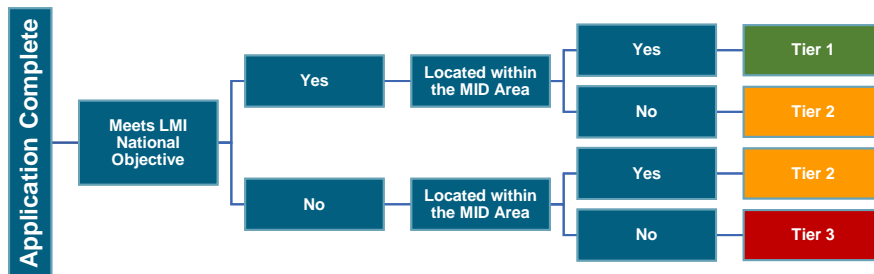 Application Complete
Meets LMI
National
Objective
Yes
Located within
the MID Area
Yes
Tier 1
No
Tier 2
No
Located within
the MID Area
Yes
Tier 2
No
Tier 3